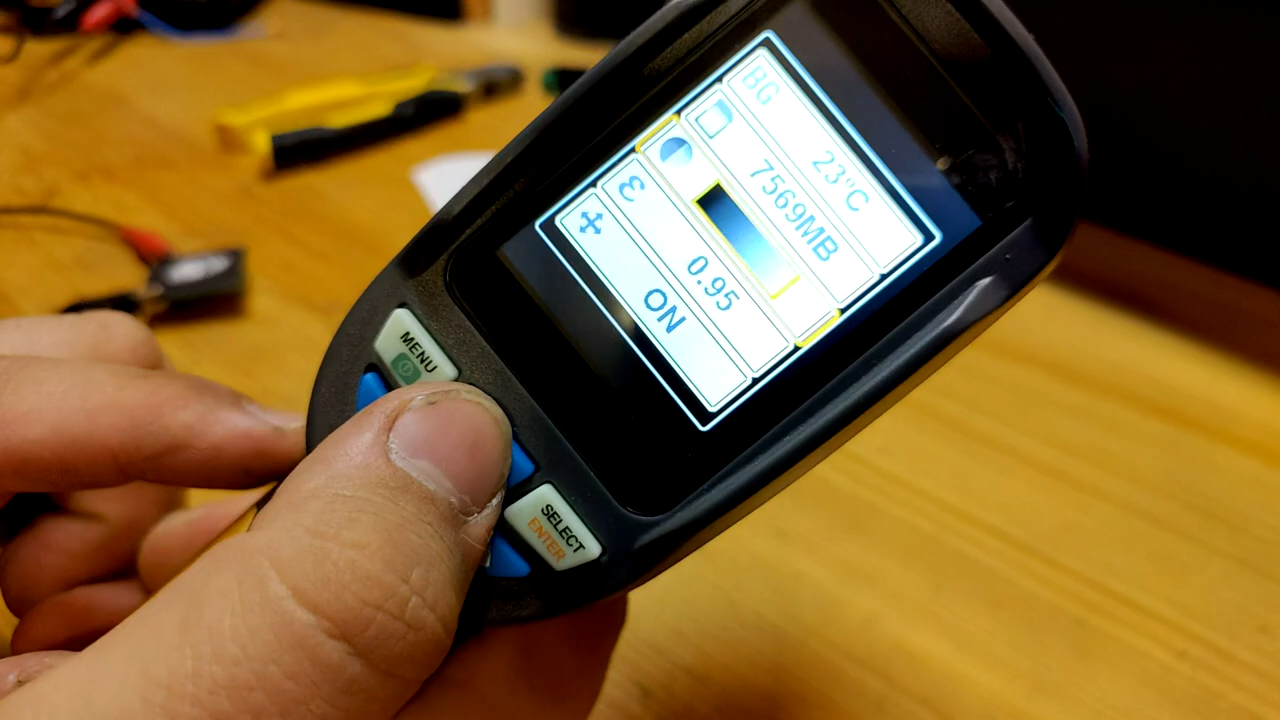 BG 23°C
7569MB
ε 0.95
ON
MENU
SELECT
ENTER